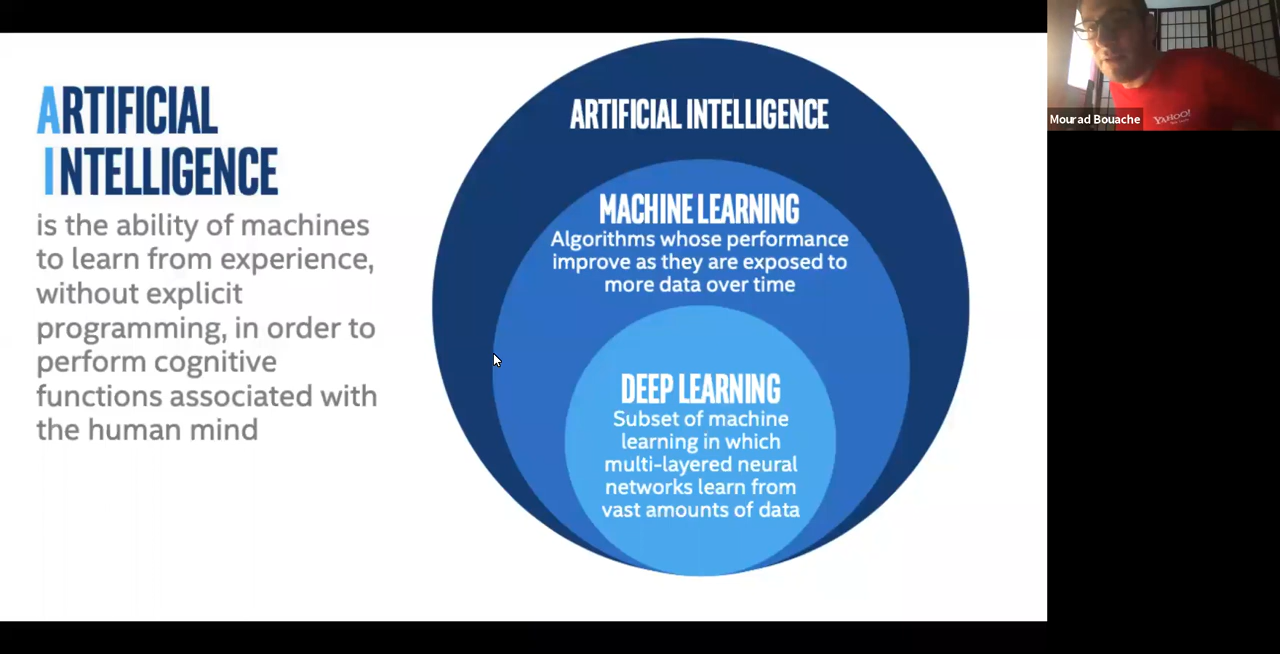 ARTIFICIAL
INTELLIGENCE
is the ability of machines
to learn from experience,
without explicit
programming, in order to
perform cognitive
functions associated with
the human mind
ARTIFICIAL INTELLIGENCE
MACHINE LEARNING
Algorithms whose performance
improve as they are exposed to
more data over time
DEEP LEARNING
Subset of machine
learning in which
multi-layered neural
networks learn from
vast amounts of data
YAHOO!
Mourad Bouache